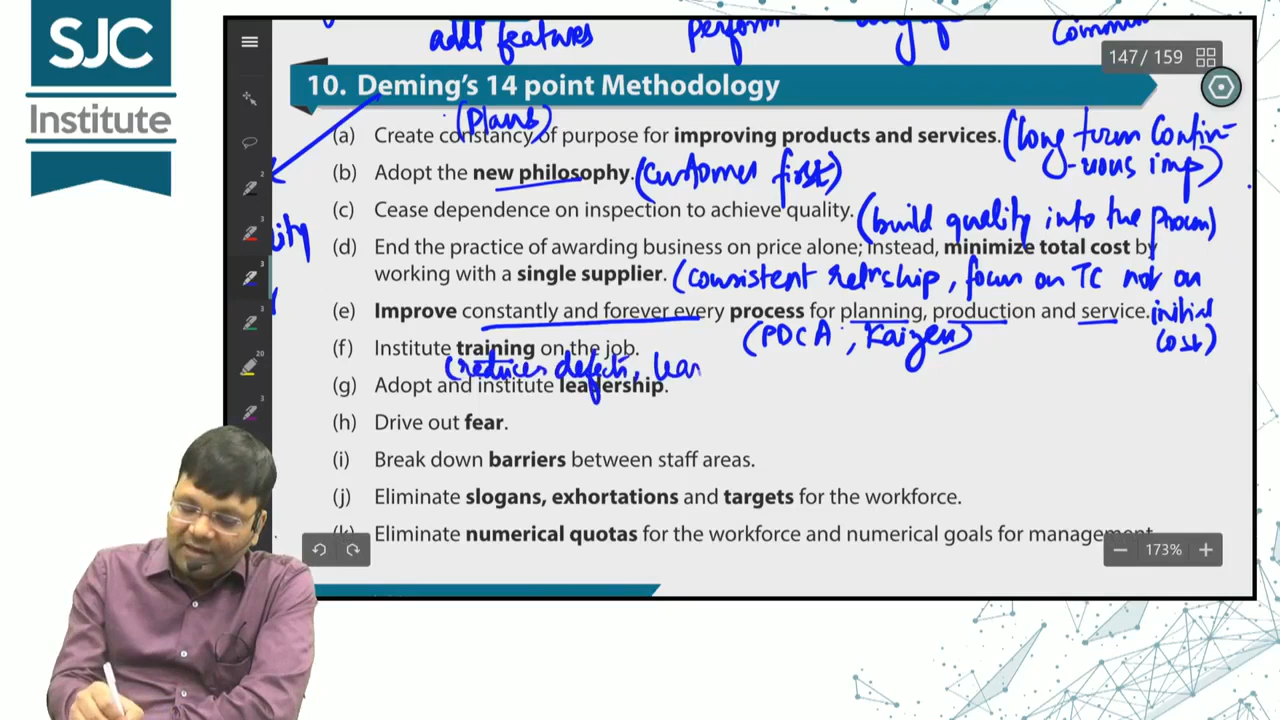 SJC
Institute
addl features perform
147 / 159
10. Deming's 14 point Methodology
(Plans)
(a) Create constancy of purpose for improving products and services. (long term Contin-
-uous imp)
(b) Adopt the new philosophy. (customer first)
(c) Cease dependence on inspection to achieve quality. (build quality into the process)
(d) End the practice of awarding business on price alone; instead, minimize total cost by
working with a single supplier. (consistent relnship, focus on TC not on
initial
cost)
(e) Improve constantly and forever every process for planning, production and service.
(PDCA, Kaizen)
(f) Institute training on the job.
(reduces defects, lear
(g) Adopt and institute leadership.
(h) Drive out fear.
(i) Break down barriers between staff areas.
(j) Eliminate slogans, exhortations and targets for the workforce.
(k) Eliminate numerical quotas for the workforce and numerical goals for management.
173%